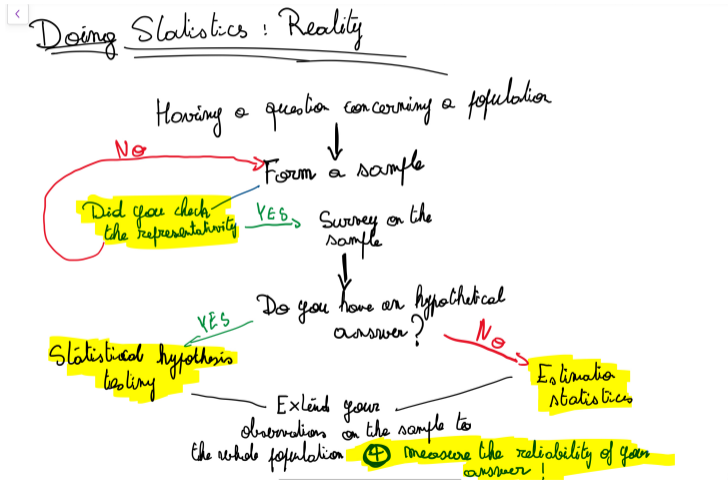 Doing Statistics : Reality
Having a question concerning a population
NO
Form a sample
Did you check
the representativity
YES
Survey on the
sample
Do you have an hypothetical
answer?
YES
NO
Statistical hypothesis
testing
Estimation
statistics
Extend your
observations on the sample to
the whole population + measure the reliability of your
answer !